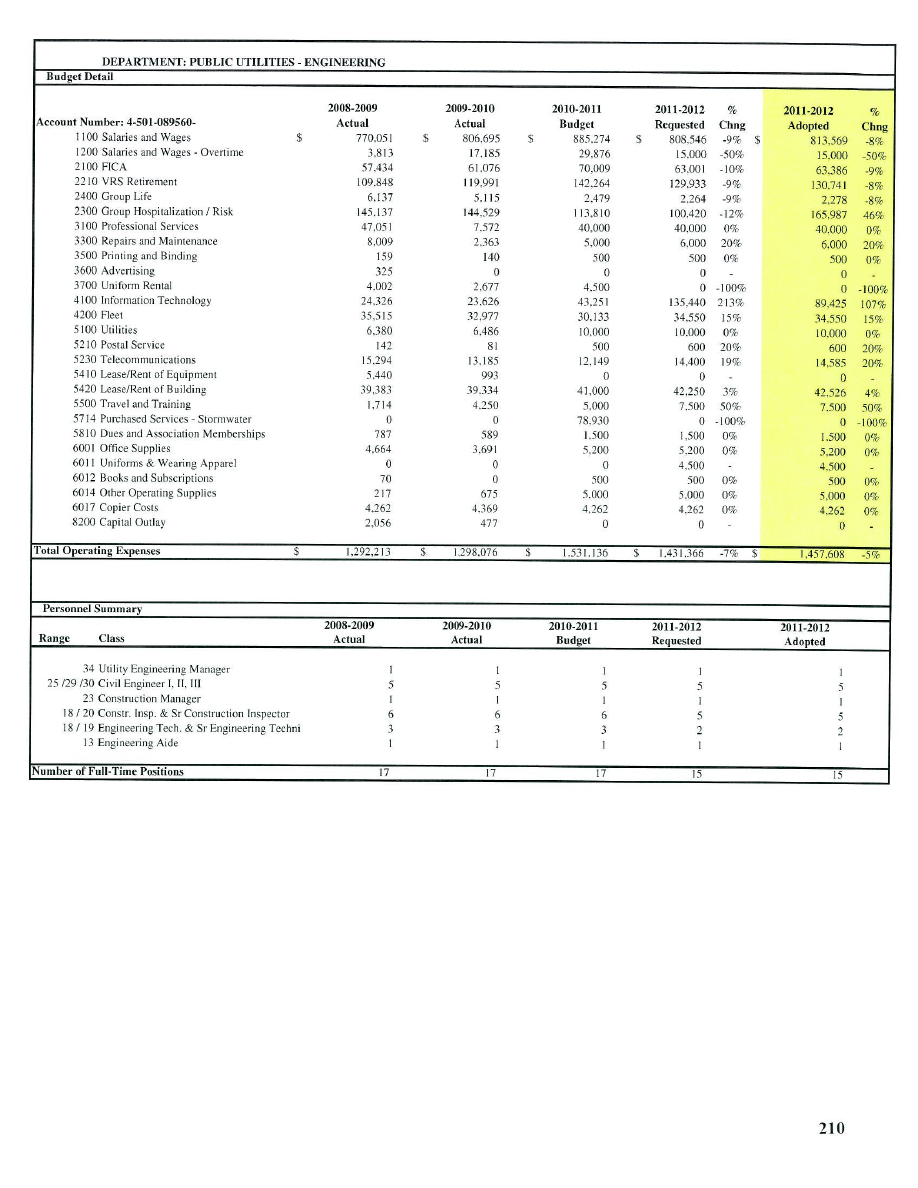 DEPARTMENT: PUBLIC UTILITIES - ENGINEERING
Budget Detail
2008-2009 2009-2010 2010-2011 2011-2012 % 2011-2012 %
Account Number: 4-501-089560- Actual Actual Budget Requested Chng Adopted Chng
1100 Salaries and Wages $ 770,051 $ 806,695 $ 885,274 $ 808,546 -9% $ 813,569 -8%
1200 Salaries and Wages - Overtime 3,813 17,185 29,876 15,000 -50% 15,000 -50%
2100 FICA 57,434 61,076 70,009 63,001 -10% 63,386 -9%
2210 VRS Retirement 109,848 119,991 142,264 129,933 -9% 130,741 -8%
2400 Group Life 6,137 5,115 2,479 2,264 -9% 2,278 -8%
2300 Group Hospitalization / Risk 145,137 144,529 113,810 100,420 -12% 165,987 46%
3100 Professional Services 47,051 7,572 40,000 40,000 0% 40,000 0%
3300 Repairs and Maintenance 8,009 2,363 5,000 6,000 20% 6,000 20%
3500 Printing and Binding 159 140 500 500 0% 500 0%
3600 Advertising 325 0 0 0 - 0 -
3700 Uniform Rental 4,002 2,677 4,500 0 -100% 0 -100%
4100 Information Technology 24,326 23,626 43,251 135,440 213% 89,425 107%
4200 Fleet 35,515 32,977 30,133 34,550 15% 34,550 15%
5100 Utilities 6,380 6,486 10,000 10,000 0% 10,000 0%
5210 Postal Service 142 81 500 600 20% 600 20%
5230 Telecommunications 15,294 13,185 12,149 14,400 19% 14,585 20%
5410 Lease/Rent of Equipment 5,440 993 0 0 - 0 -
5420 Lease/Rent of Building 39,383 39,334 41,000 42,250 3% 42,526 4%
5500 Travel and Training 1,714 4,250 5,000 7,500 50% 7,500 50%
5714 Purchased Services - Stormwater 0 0 78,930 0 -100% 0 -100%
5810 Dues and Association Memberships 787 589 1,500 1,500 0% 1,500 0%
6001 Office Supplies 4,664 3,691 5,200 5,200 0% 5,200 0%
6011 Uniforms & Wearing Apparel 0 0 0 4,500 - 4,500 -
6012 Books and Subscriptions 70 0 500 500 0% 500 0%
6014 Other Operating Supplies 217 675 5,000 5,000 0% 5,000 0%
6017 Copier Costs 4,262 4,369 4,262 4,262 0% 4,262 0%
8200 Capital Outlay 2,056 477 0 0 - 0 -
Total Operating Expenses $ 1,292,213 $ 1,298,076 $ 1,531,136 $ 1,431,366 -7% $ 1,457,608 -5%
Personnel Summary
2008-2009 2009-2010 2010-2011 2011-2012 2011-2012
Range Class Actual Actual Budget Requested Adopted
34 Utility Engineering Manager 1 1 1 1 1
25 /29 /30 Civil Engineer I, II, III 5 5 5 5 5
23 Construction Manager 1 1 1 1 1
18 / 20 Constr. Insp. & Sr Construction Inspector 6 6 6 5 5
18 / 19 Engineering Tech. & Sr Engineering Techni 3 3 3 2 2
13 Engineering Aide 1 1 1 1 1
Number of Full-Time Positions 17 17 17 15 15
210